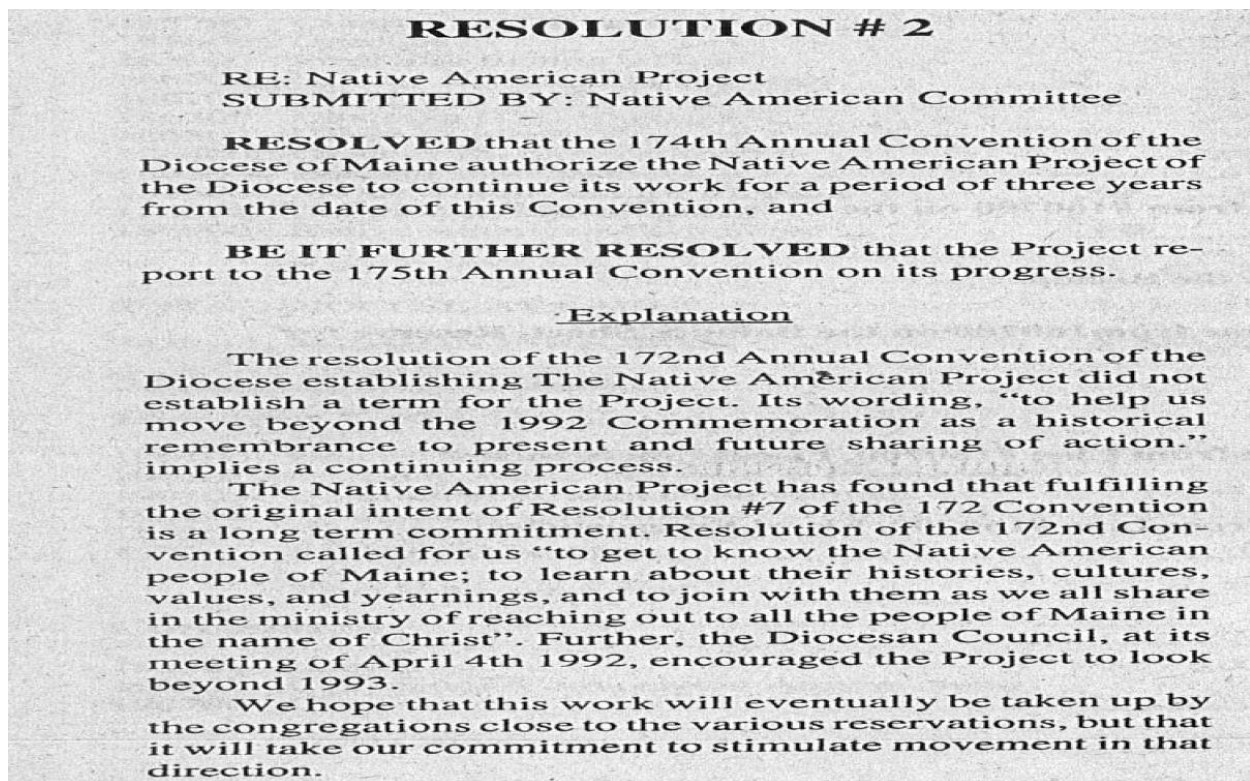 RESOLUTION # 2
RE: Native American Project
SUBMITTED BY: Native American Committee
RESOLVED that the 174th Annual Convention of the
Diocese of Maine authorize the Native American Project of
the Diocese to continue its work for a period of three years
from the date of this Convention, and
BE IT FURTHER RESOLVED that the Project re-
port to the 175th Annual Convention on its progress.
Explanation
The resolution of the 172nd Annual Convention of the
Diocese establishing The Native American Project did not
establish a term for the Project. Its wording, “to help us
move beyond the 1992 Commemoration as a historical
remembrance to present and future sharing of action.”
implies a continuing process.
The Native American Project has found that fulfilling
the original intent of Resolution #7 of the 172 Convention
is a long term commitment. Resolution of the 172nd Con-
vention called for us “to get to know the Native American
people of Maine; to learn about their histories, cultures,
values, and yearnings, and to join with them as we all share
in the ministry of reaching out to all the people of Maine in
the name of Christ”. Further, the Diocesan Council, at its
meeting of April 4th 1992, encouraged the Project to look
beyond 1993.
We hope that this work will eventually be taken up by
the congregations close to the various reservations, but that
it will take our commitment to stimulate movement in that
direction.